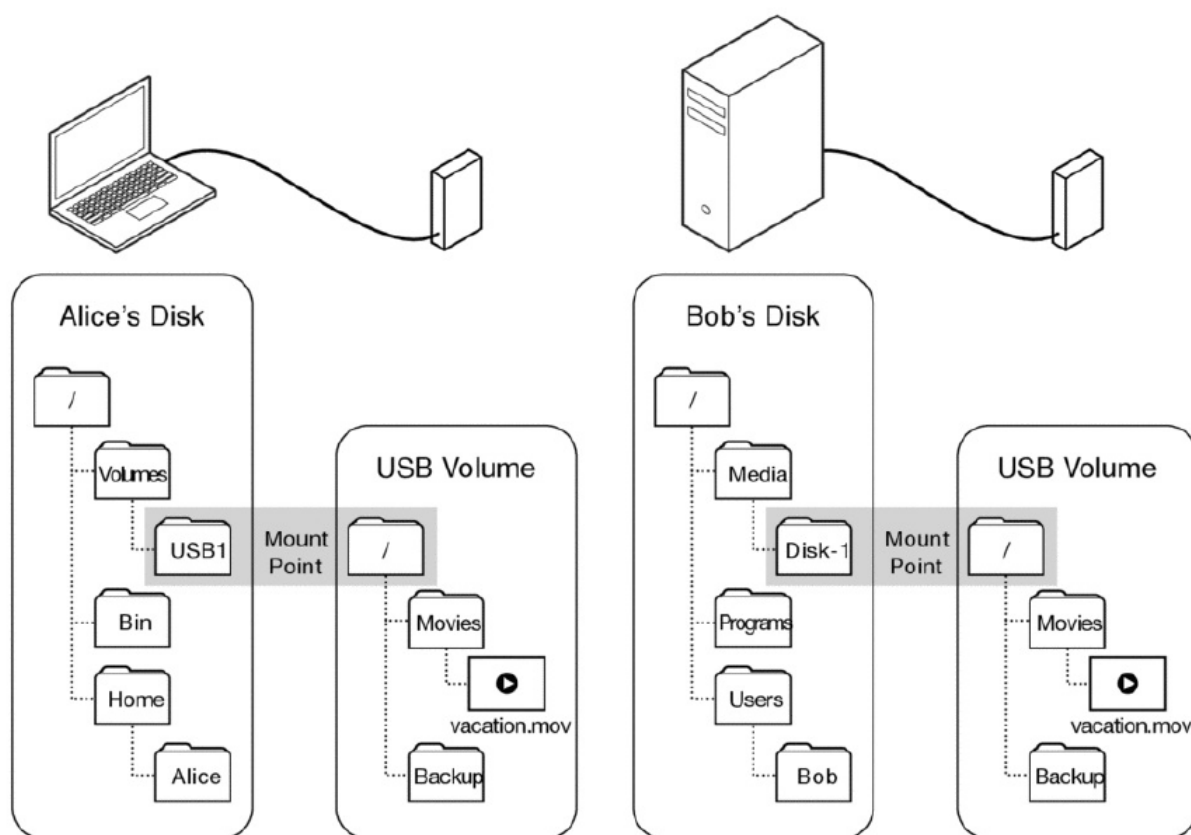 Alice's Disk
/
Volumes
USB1
Bin
Home
Alice
Mount
Point
USB Volume
/
Movies
vacation.mov
Backup
Bob's Disk
/
Media
Disk-1
Programs
Users
Bob
Mount
Point
USB Volume
/
Movies
vacation.mov
Backup